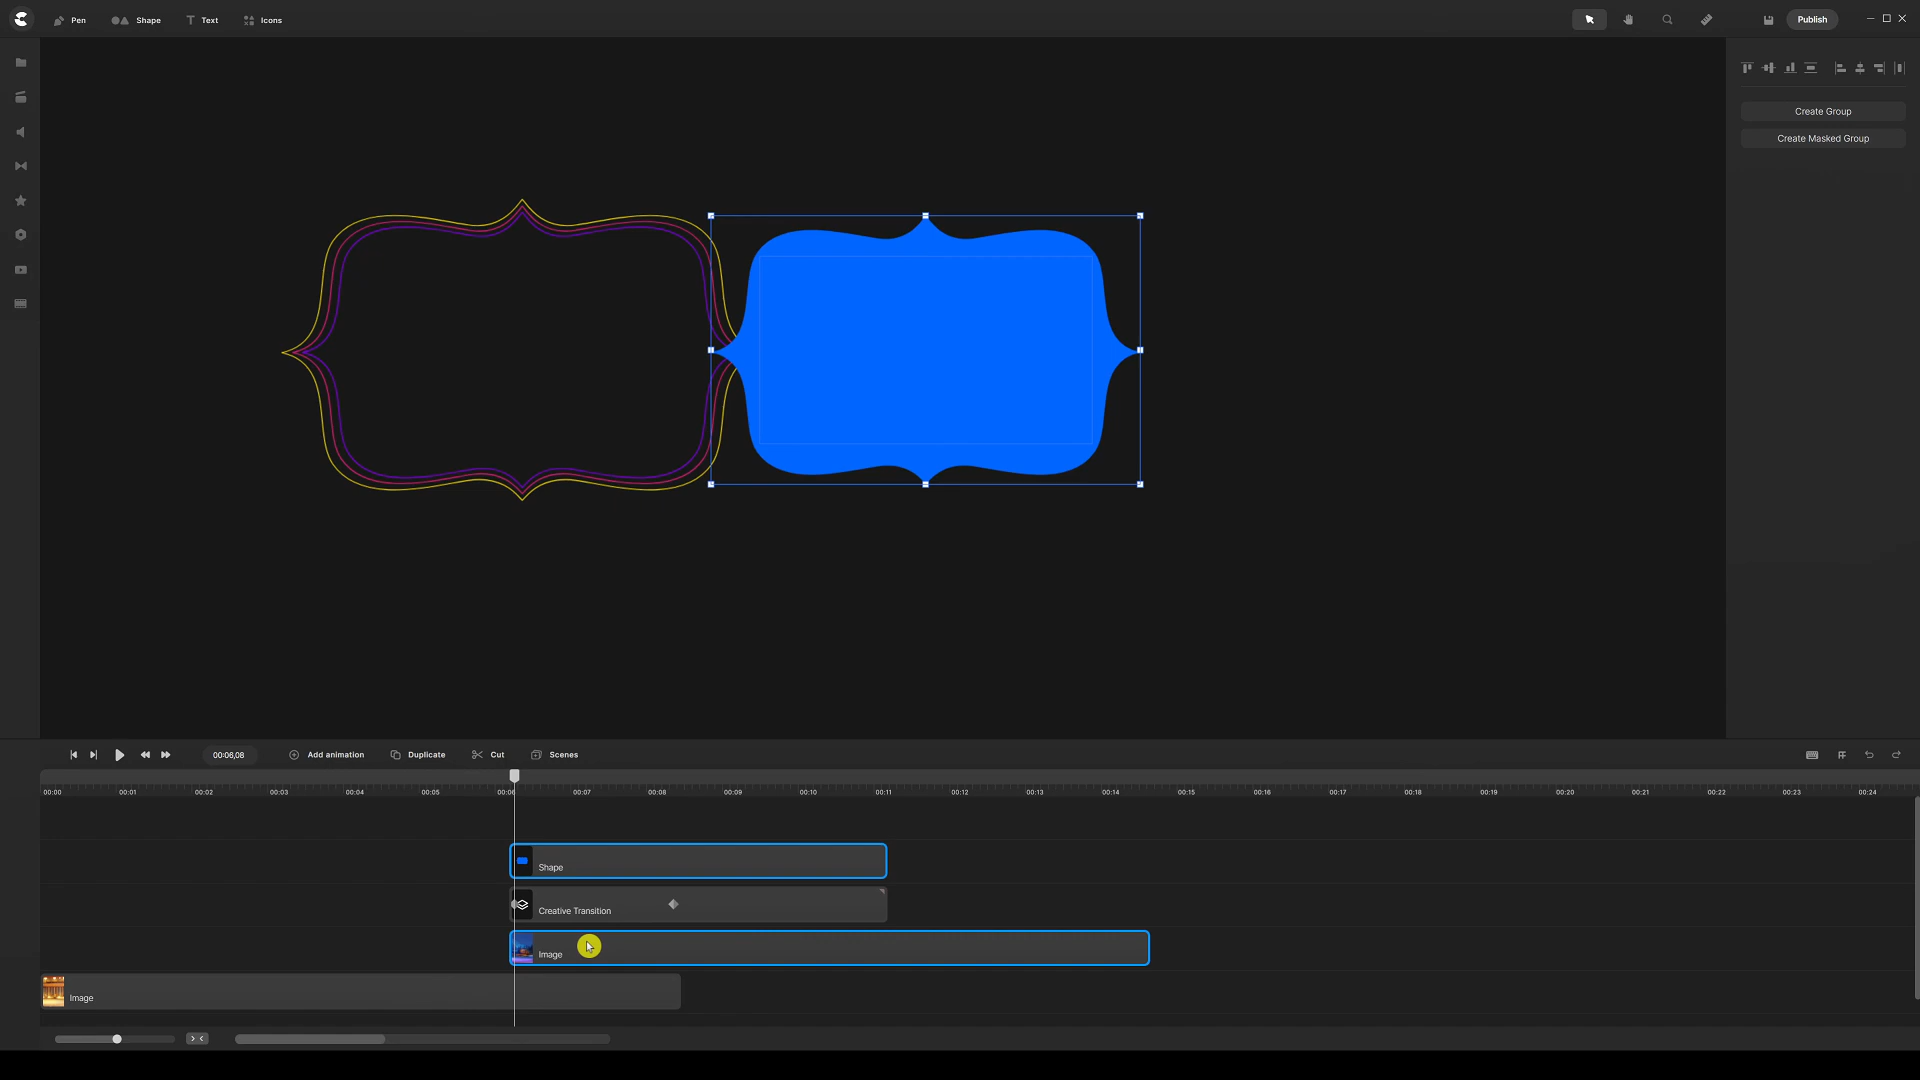 Pen Shape Text Icons Publish
Create Group
Create Masked Group
00:06,08 Add animation Duplicate Cut Scenes
00:00 00:01 00:02 00:03 00:04 00:05 00:06 00:07 00:08 00:09 00:10 00:11 00:12 00:13 00:14 00:15 00:16 00:17 00:18 00:19 00:20 00:21 00:22 00:23 00:24
Shape
Creative Transition
Image
Image